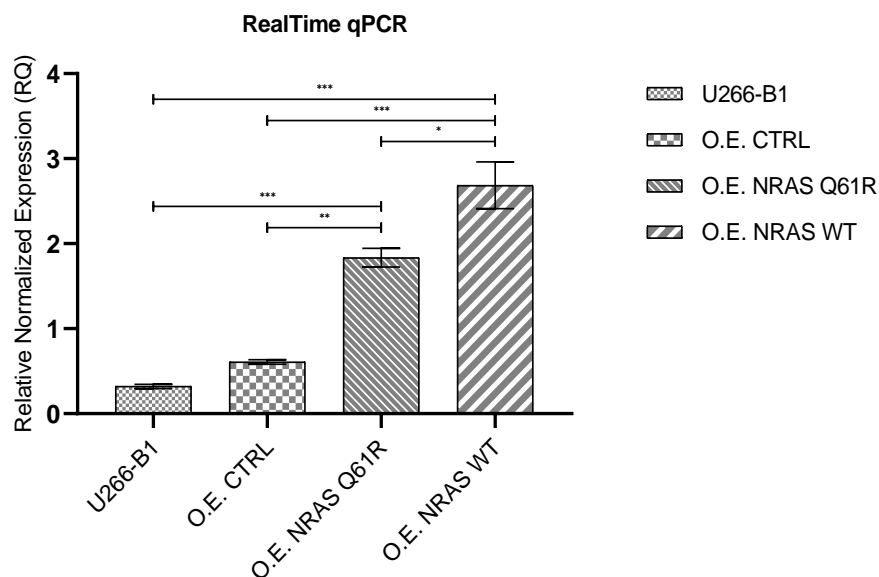 RealTime qPCR
Relative Normalized Expression (RQ)
4
3
2
1
0
***
***
*
***
**
U266-B1
O.E. CTRL
O.E. NRAS Q61R
O.E. NRAS WT
U266-B1
O.E. CTRL
O.E. NRAS Q61R
O.E. NRAS WT